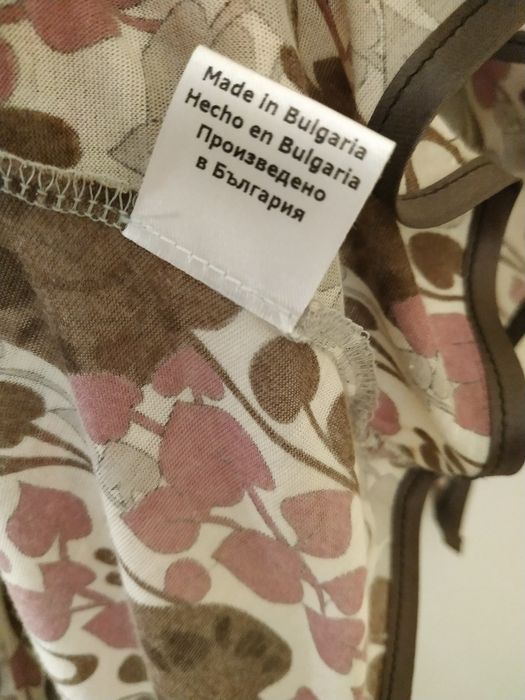 Made in Bulgaria
Hecho en Bulgaria
Произведено
в България